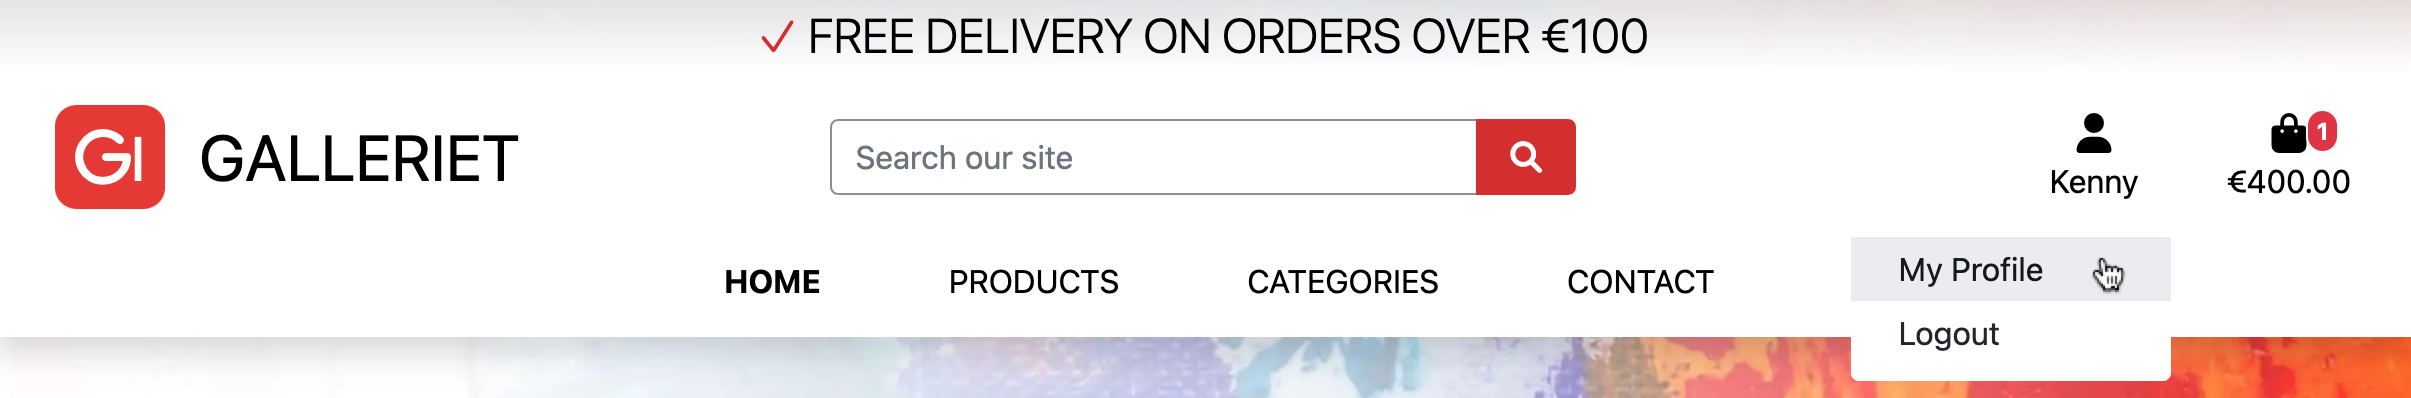 FREE DELIVERY ON ORDERS OVER €100
GI GALLERIET
Search our site
1
Kenny
€400.00
HOME PRODUCTS CATEGORIES CONTACT
My Profile
Logout